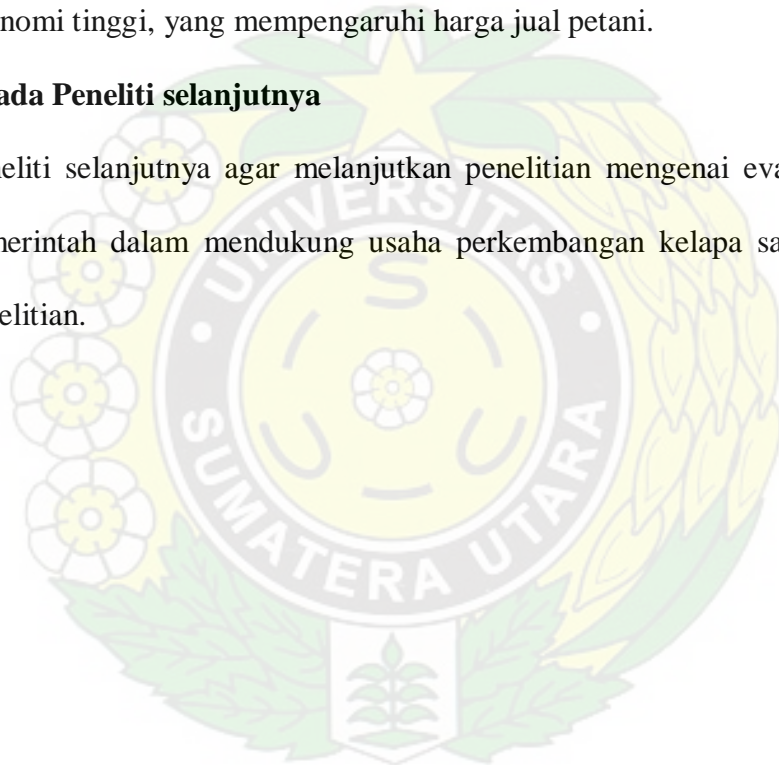 nomi tinggi, yang mempengaruhi harga jual petani.
ada Peneliti selanjutnya
eliti selanjutnya agar melanjutkan penelitian mengenai eva
erintah dalam mendukung usaha perkembangan kelapa sa
elitian.
UNIVERSITAS
SUMATERA UTARA